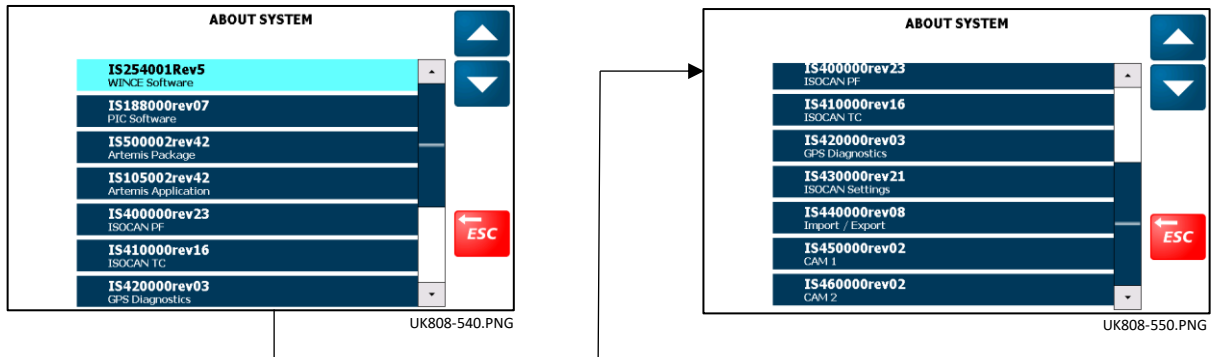 ABOUT SYSTEM
IS254001Rev5
WINCE Software
IS188000rev07
PIC Software
IS500002rev42
Artemis Package
IS105002rev42
Artemis Application
IS400000rev23
ISOCAN PF
IS410000rev16
ISOCAN TC
IS420000rev03
GPS Diagnostics
ESC
UK808-540.PNG
ABOUT SYSTEM
IS400000rev23
ISOCAN PF
IS410000rev16
ISOCAN TC
IS420000rev03
GPS Diagnostics
IS430000rev21
ISOCAN Settings
IS440000rev08
Import / Export
IS450000rev02
CAM 1
IS460000rev02
CAM 2
ESC
UK808-550.PNG